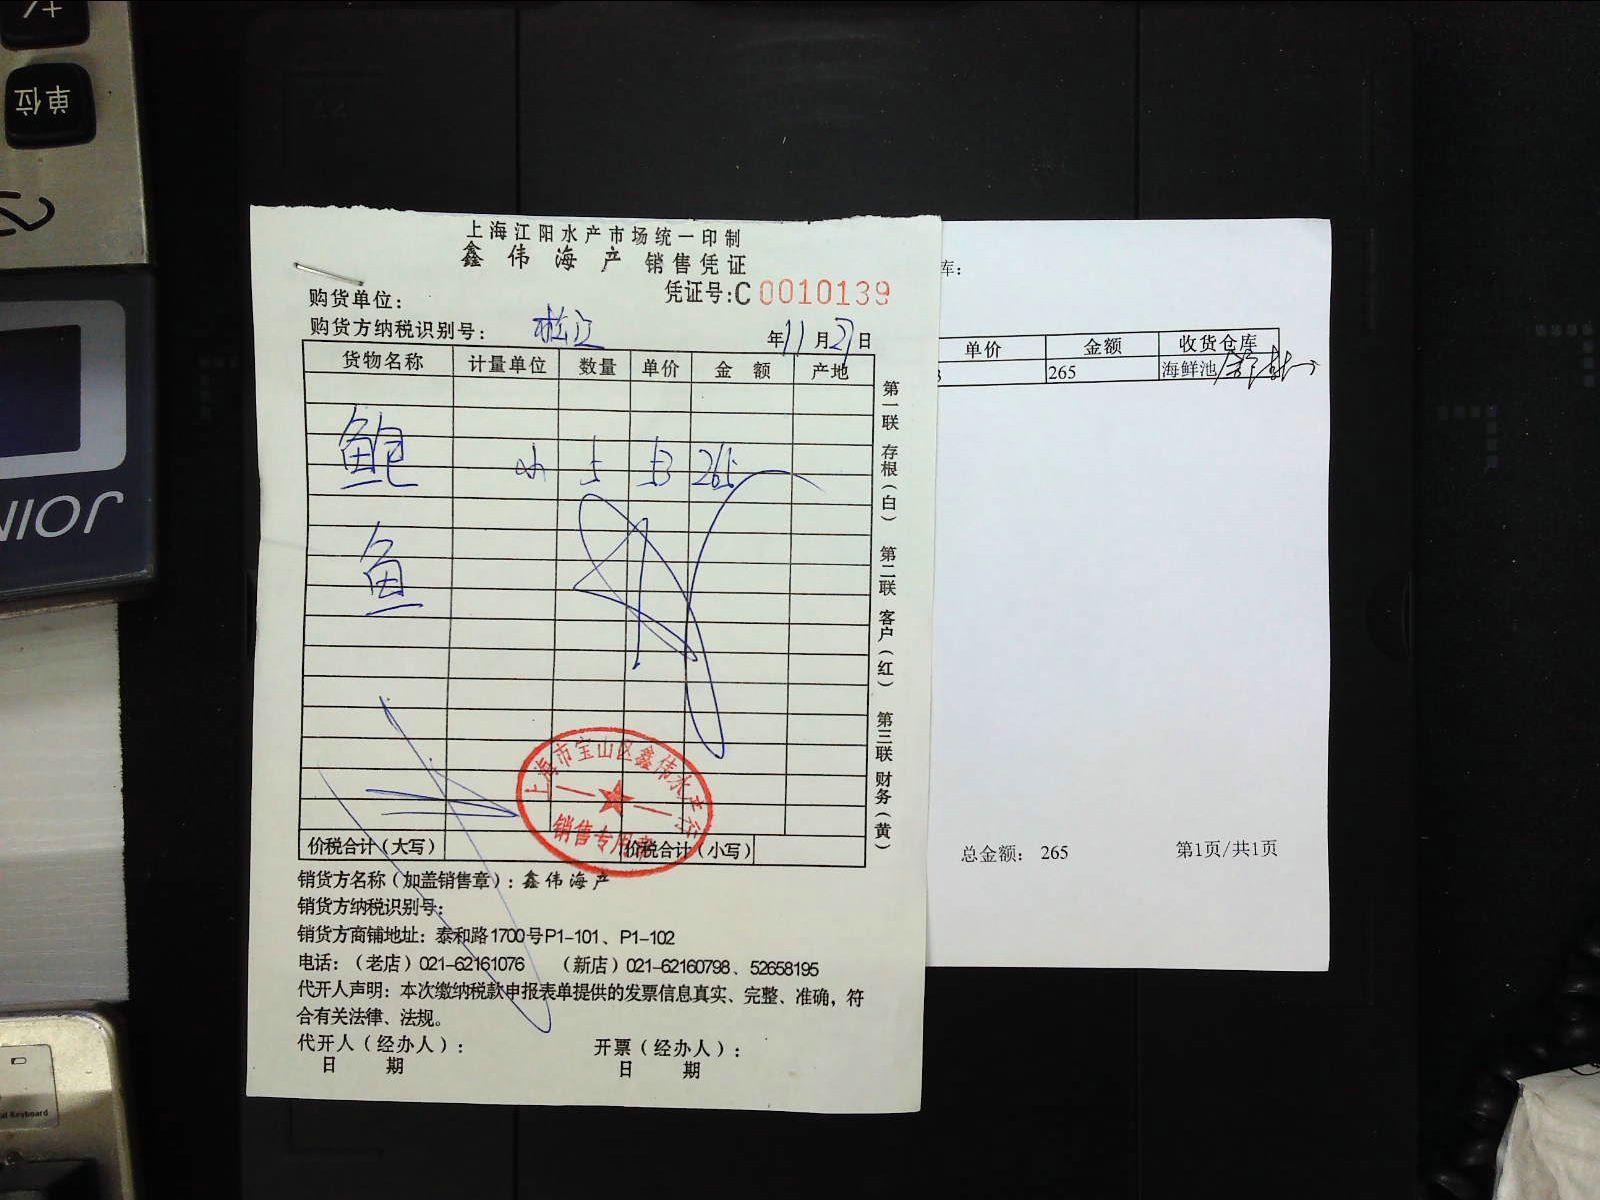 单位
JOINI
上海江阳水产市场统一印制
鑫伟海产 销售凭证
凭证号:C0010139
购货单位:
购货方纳税识别号: 松江 年11月27日
货物名称 计量单位 数量 单价 金额 产地
鲍 小 5 53 265
鱼
价税合计(大写) 价税合计(小写)
上海市宝山区鑫伟水产
销售专用章
第一联 存根(白) 第二联 客户(红) 第三联 财务(黄)
销货方名称(加盖销售章): 鑫伟海产
销货方纳税识别号:
销货方商铺地址: 泰和路1700号P1-101、P1-102
电话:(老店)021-62161076 (新店)021-62160798、52658195
代开人声明: 本次缴纳税款申报表单提供的发票信息真实、完整、准确,符
合有关法律、法规。
代开人(经办人): 开票(经办人):
日 期 日 期
库:
单价 金额 收货仓库
265 海鲜池
总金额: 265 第1页/共1页